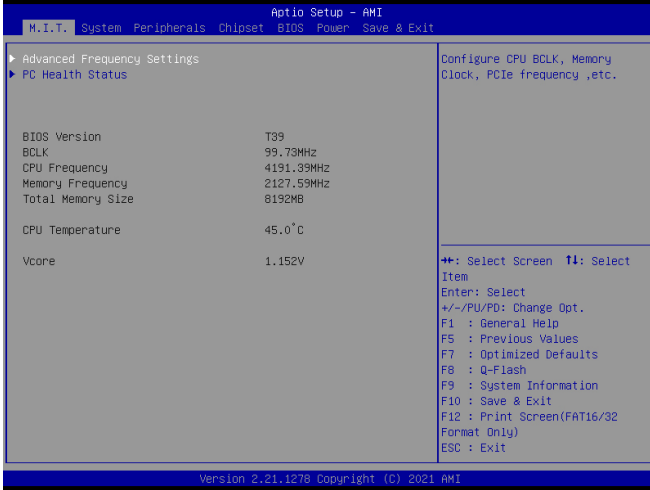 Aptio Setup - AMI
M.I.T. System Peripherals Chipset BIOS Power Save & Exit
Advanced Frequency Settings
PC Health Status
BIOS Version T39
BCLK 99.73MHz
CPU Frequency 4191.39MHz
Memory Frequency 2127.59MHz
Total Memory Size 8192MB
CPU Temperature 45.0°C
Vcore 1.152V
Configure CPU BCLK, Memory
Clock, PCIe frequency ,etc.
→←: Select Screen ↑↓: Select
Item
Enter: Select
+/-/PU/PD: Change Opt.
F1 : General Help
F5 : Previous Values
F7 : Optimized Defaults
F8 : Q-Flash
F9 : System Information
F10 : Save & Exit
F12 : Print Screen(FAT16/32
Format Only)
ESC : Exit
Version 2.21.1278 Copyright (C) 2021 AMI